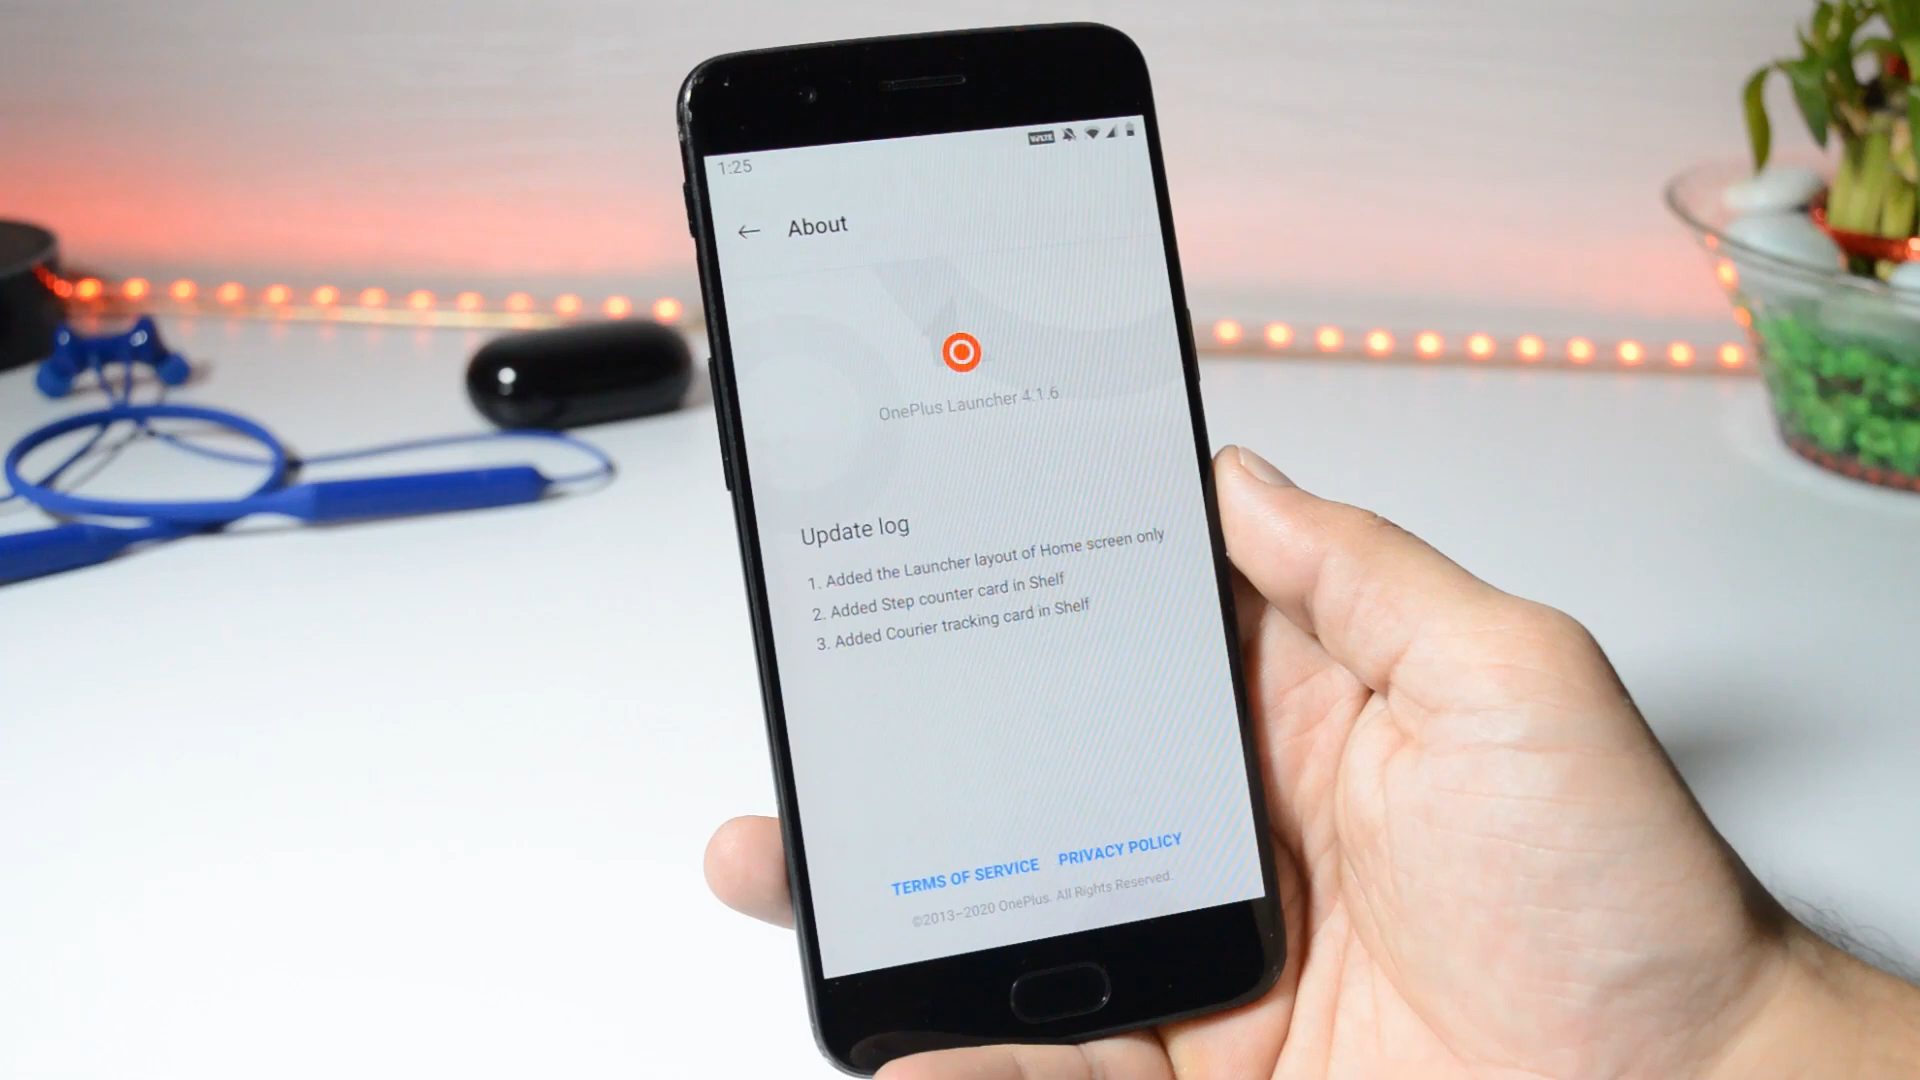 VoLTE
1:25
About
OnePlus Launcher 4.1.6
Update log
1. Added the Launcher layout of Home screen only
2. Added Step counter card in Shelf
3. Added Courier tracking card in Shelf
TERMS OF SERVICE PRIVACY POLICY
©2013–2020 OnePlus. All Rights Reserved.